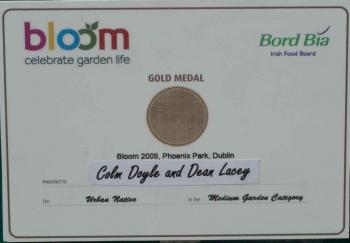 bloom
celebrate garden life
Bord Bia
Irish Food Board
GOLD MEDAL
Bloom 2009, Phoenix Park, Dublin
Awarded to: Colm Doyle and Dean Lacey
For: Urban Native in the Medium Garden Category